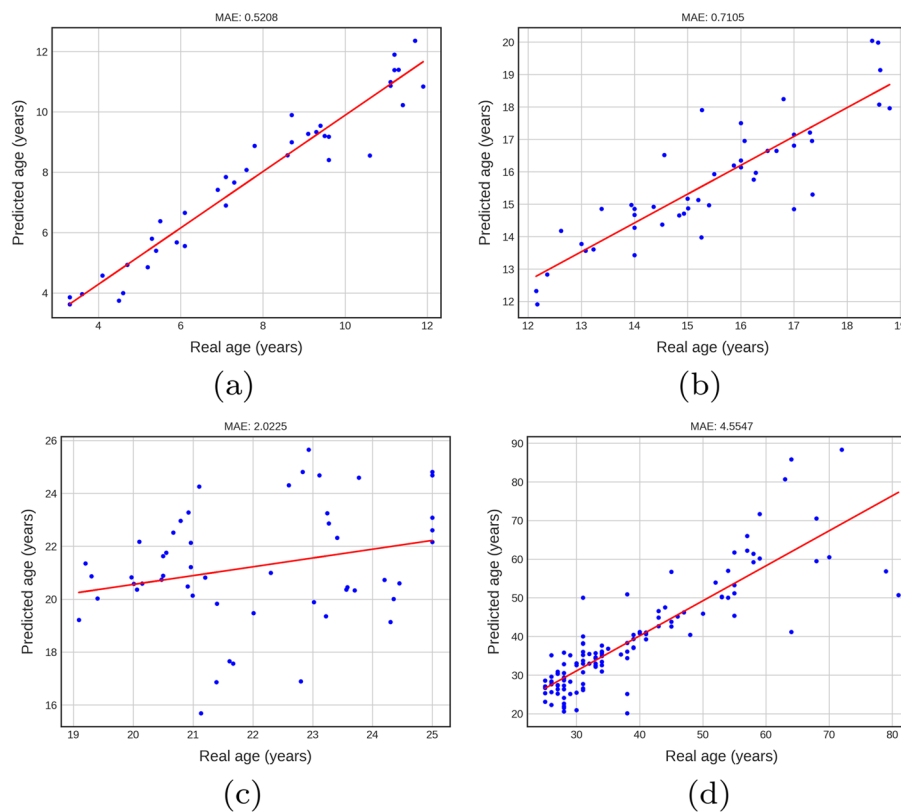 MAE: 0.5208
12
10
8
6
4
Predicted age (years)
4 6 8 10 12
Real age (years)
(a)
MAE: 0.7105
20
19
18
17
16
15
14
13
12
Predicted age (years)
12 13 14 15 16 17 18 19
Real age (years)
(b)
MAE: 2.0225
26
24
22
20
18
16
Predicted age (years)
19 20 21 22 23 24 25
Real age (years)
(c)
MAE: 4.5547
90
80
70
60
50
40
30
20
Predicted age (years)
30 40 50 60 70 80
Real age (years)
(d)